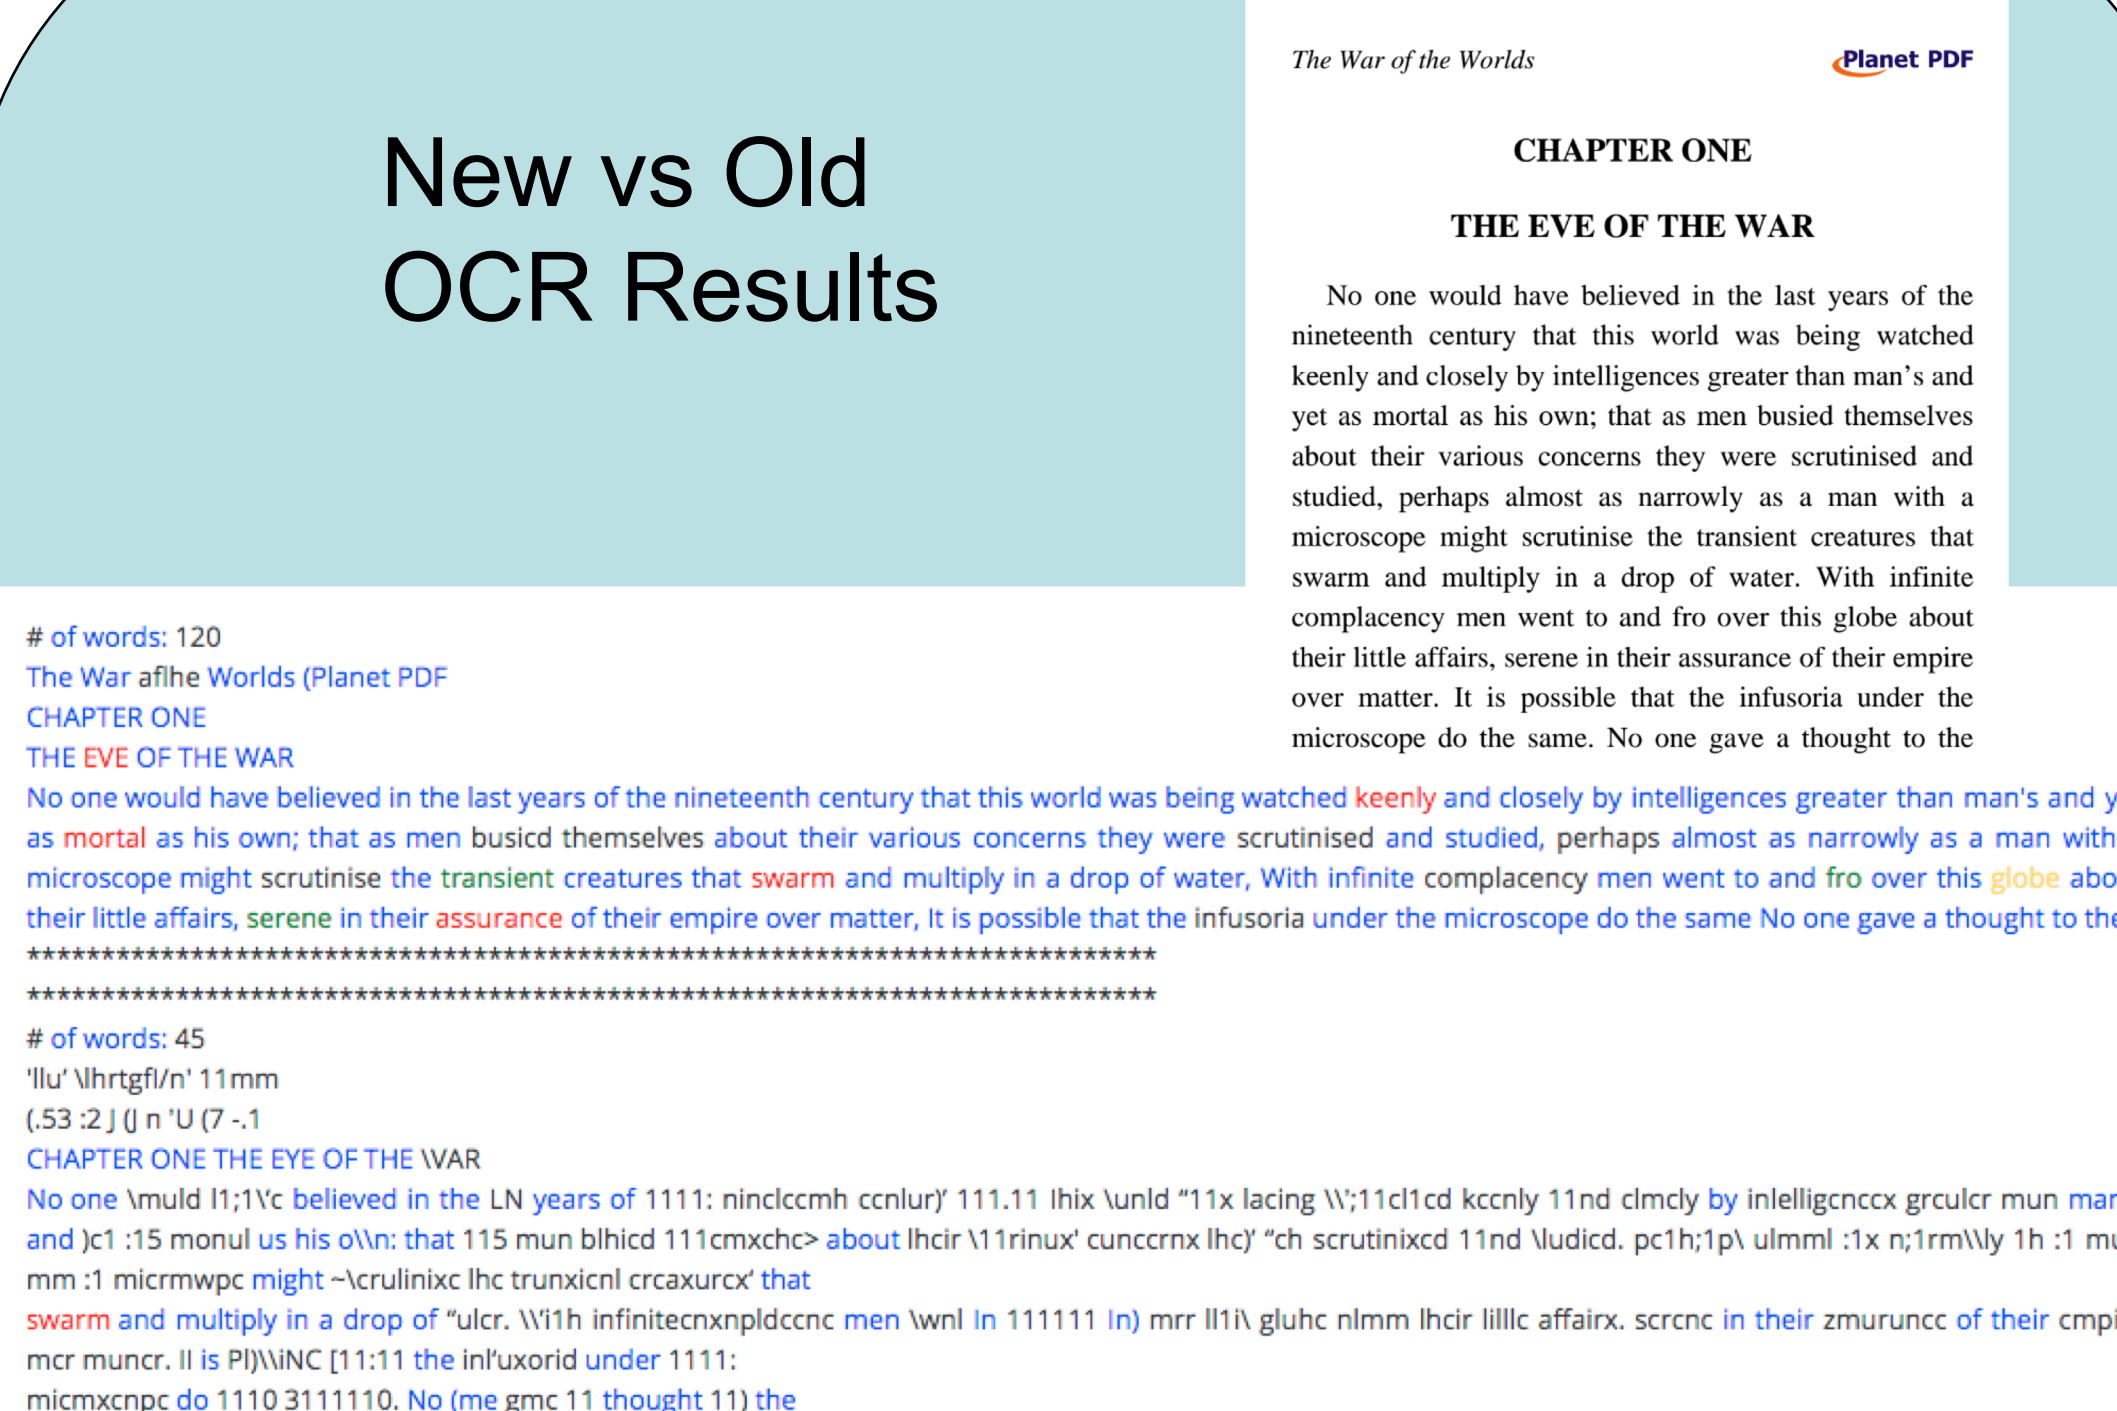 New vs Old
OCR Results
The War of the Worlds
Planet PDF
CHAPTER ONE
THE EVE OF THE WAR
No one would have believed in the last years of the
nineteenth century that this world was being watched
keenly and closely by intelligences greater than man’s and
yet as mortal as his own; that as men busied themselves
about their various concerns they were scrutinised and
studied, perhaps almost as narrowly as a man with a
microscope might scrutinise the transient creatures that
swarm and multiply in a drop of water. With infinite
complacency men went to and fro over this globe about
their little affairs, serene in their assurance of their empire
over matter. It is possible that the infusoria under the
microscope do the same. No one gave a thought to the
# of words: 120
The War aflhe Worlds (Planet PDF
CHAPTER ONE
THE EVE OF THE WAR
No one would have believed in the last years of the nineteenth century that this world was being watched keenly and closely by intelligences greater than man's and y
as mortal as his own; that as men busicd themselves about their various concerns they were scrutinised and studied, perhaps almost as narrowly as a man with
microscope might scrutinise the transient creatures that swarm and multiply in a drop of water, With infinite complacency men went to and fro over this globe abo
their little affairs, serene in their assurance of their empire over matter, It is possible that the infusoria under the microscope do the same No one gave a thought to the
********************************************************************************
********************************************************************************
# of words: 45
'llu' \lhrtgfl/n' 11mm
(.53 :2 J (J n 'U (7 -.1
CHAPTER ONE THE EYE OF THE \VAR
No one \muld l1;1\'c believed in the LN years of 1111: ninclccmh ccnlur)' 111.11 Ihix \unld “11x lacing \\';11cl1cd kccnly 11nd clmcly by inlelligcnccx grculcr mun mar
and )c1 :15 monul us his o\\n: that 115 mun blhicd 111cmxchc> about lhcir \11rinux' cunccrnx lhc)' “ch scrutinixcd 11nd \ludicd. pc1h;1p\ ulmml :1x n;1rm\\ly 1h :1 mu
mm :1 micrmwpc might ~\crulinixc lhc trunxicnl crcaxurcx' that
swarm and multiply in a drop of “ulcr. \\'i1h infinitecnxnpldccnc men \wnl In 111111 In) mrr ll1i\ gluhc nlmm lhcir lilllc affairx. scrcnc in their zmuruncc of their cmpi
mcr muncr. Il is Pl)\\iNC [11:11 the inl'uxorid under 1111:
micmxcnpc do 1110 3111110. No (me gmc 11 thought 11) the